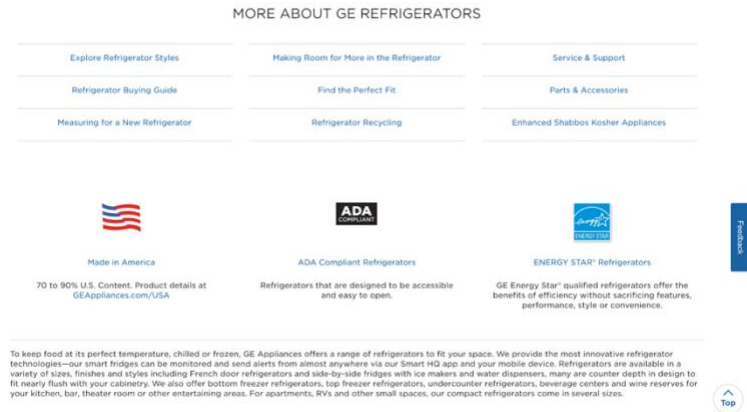 MORE ABOUT GE REFRIGERATORS
Explore Refrigerator Styles
Making Room for More in the Refrigerator
Service & Support
Refrigerator Buying Guide
Find the Perfect Fit
Parts & Accessories
Measuring for a New Refrigerator
Refrigerator Recycling
Enhanced Shabbos Kosher Appliances
ADA
COMPLIANT
energy
ENERGY STAR
Feedback
Made in America
ADA Compliant Refrigerators
ENERGY STAR® Refrigerators
70 to 90% U.S. Content. Product details at
GEAppliances.com/USA
Refrigerators that are designed to be accessible
and easy to open.
GE Energy Star® qualified refrigerators offer the
benefits of efficiency without sacrificing features,
performance, style or convenience.
To keep food at its perfect temperature, chilled or frozen, GE Appliances offers a range of refrigerators to fit your space. We provide the most innovative refrigerator
technologies—our smart fridges can be monitored and send alerts from almost anywhere via our Smart HQ app and your mobile device. Refrigerators are available in a
variety of sizes, finishes and styles including French door refrigerators and side-by-side fridges with ice makers and water dispensers, many are counter depth in design to
fit nearly flush with your cabinetry. We also offer bottom freezer refrigerators, top freezer refrigerators, undercounter refrigerators, beverage centers and wine reserves for
your kitchen, bar, theater room or other entertaining areas. For apartments, RVs and other small spaces, our compact refrigerators come in several sizes.
Top